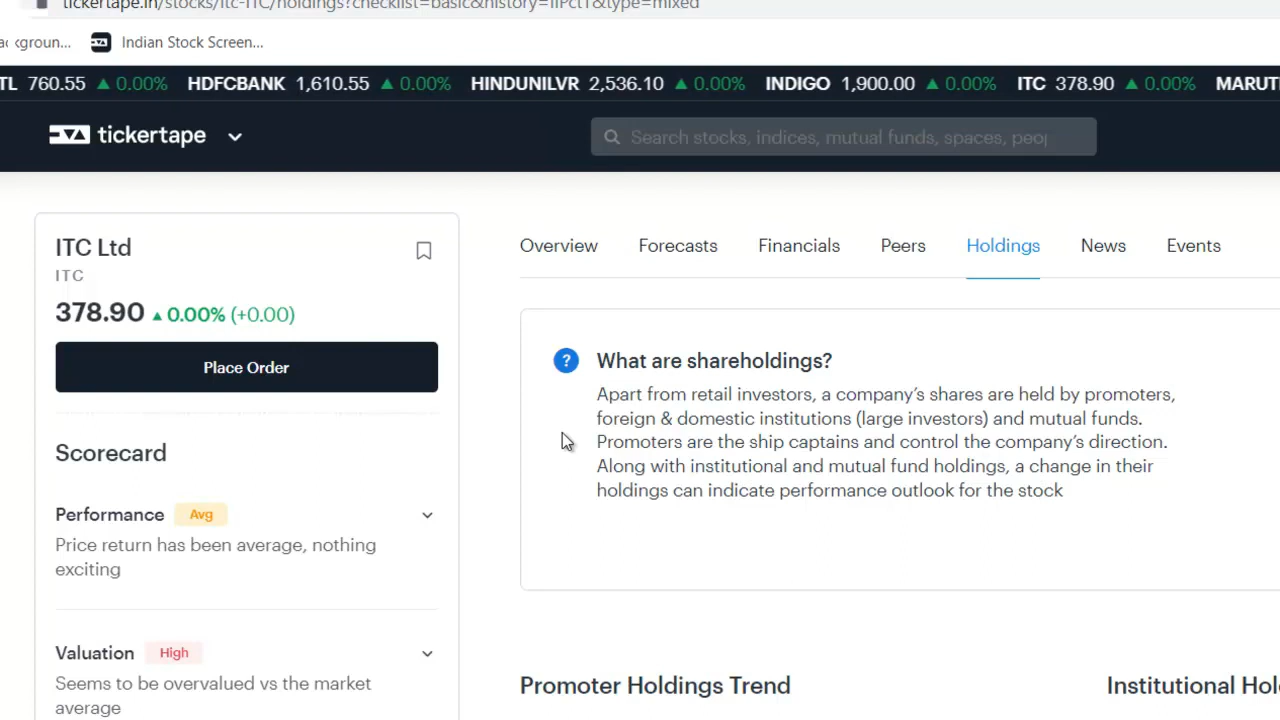 tickertape.in/stocks/itc-ITC/holdings?checklist=basic&history=
kgroun... Indian Stock Screen...
TL 760.55 ▲ 0.00% HDFCBANK 1,610.55 ▲ 0.00% HINDUNILVR 2,536.10 ▲ 0.00% INDIGO 1,900.00 ▲ 0.00% ITC 378.90 ▲ 0.00% MARUTI
tickertape
Search stocks, indices, mutual funds, spaces, peop
ITC Ltd
ITC
378.90 ▲ 0.00% (+0.00)
Place Order
Scorecard
Performance Avg
Price return has been average, nothing
exciting
Valuation High
Seems to be overvalued vs the market
average
Overview Forecasts Financials Peers Holdings News Events
? What are shareholdings?
Apart from retail investors, a company's shares are held by promoters,
foreign & domestic institutions (large investors) and mutual funds.
Promoters are the ship captains and control the company's direction.
Along with institutional and mutual fund holdings, a change in their
holdings can indicate performance outlook for the stock
Promoter Holdings Trend
Institutional Hol